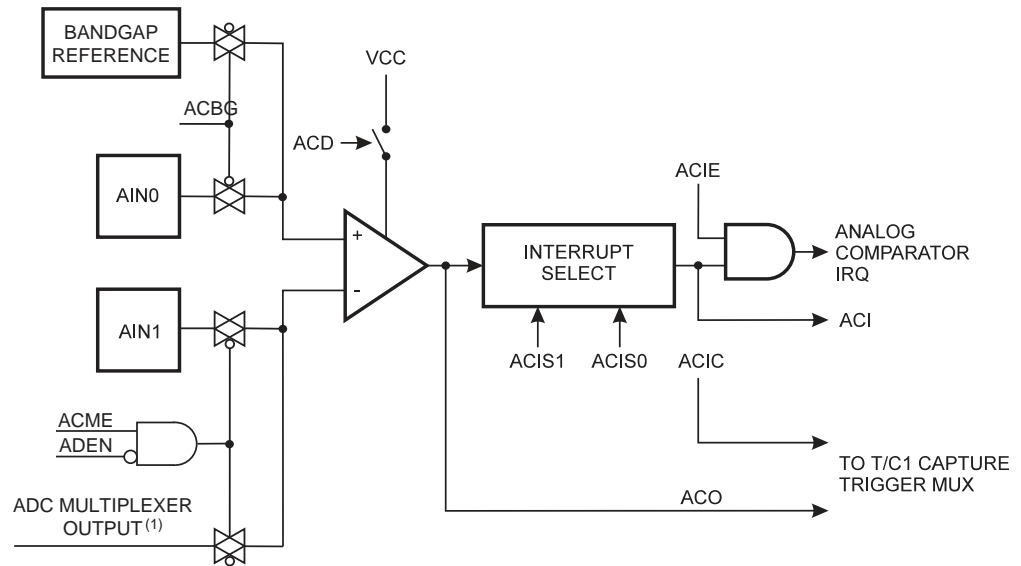 BANDGAP
REFERENCE
VCC
ACBG
ACD
AIN0
ACIE
+
INTERRUPT
SELECT
ANALOG
COMPARATOR
IRQ
-
AIN1
ACI
ACIS1
ACIS0
ACIC
ACME
ADEN
TO T/C1 CAPTURE
TRIGGER MUX
ADC MULTIPLEXER
OUTPUT (1)
ACO